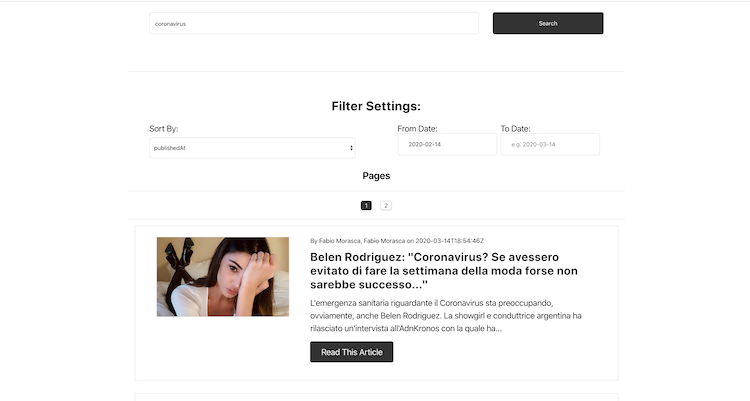 coronavirus
Search
Filter Settings:
Sort By:
From Date:
To Date:
publishedAt
2020-02-14
e.g. 2020-03-14
Pages
1
2
By Fabio Morasca, Fabio Morasca on 2020-03-14T18:54:46Z
Belen Rodriguez: "Coronavirus? Se avessero
evitato di fare la settimana della moda forse non
sarebbe successo..."
L'emergenza sanitaria riguardante il Coronavirus sta preoccupando,
ovviamente, anche Belen Rodriguez. La showgirl e conduttrice argentina ha
rilasciato un'intervista all'AdnKronos con la quale ha...
Read This Article